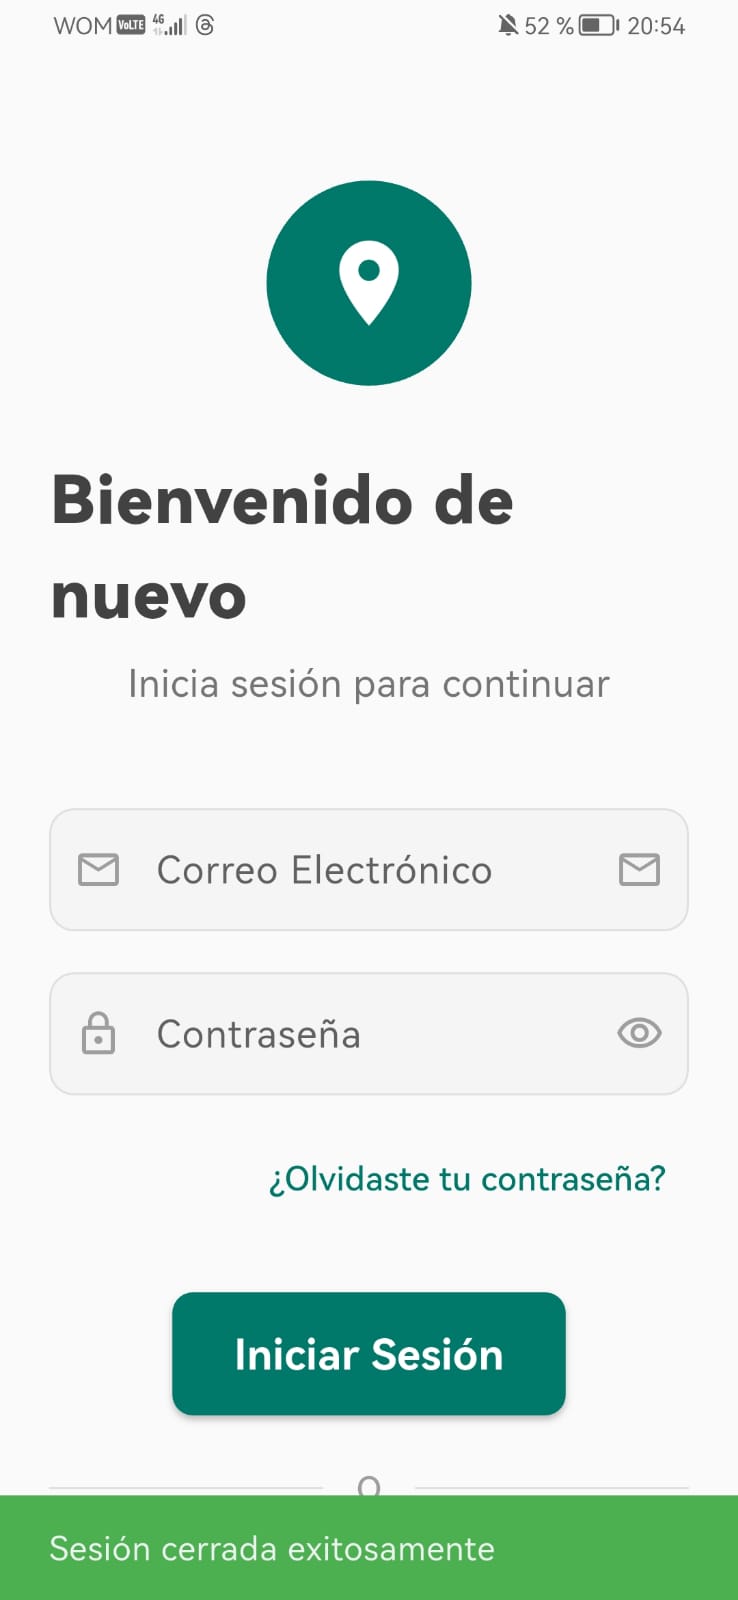 WOM VoLTE 4G 52 % 20:54
Bienvenido de
nuevo
Inicia sesión para continuar
Correo Electrónico
Contraseña
¿Olvidaste tu contraseña?
Iniciar Sesión
O
Sesión cerrada exitosamente